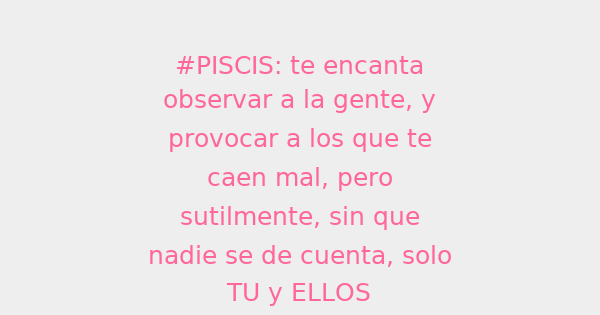 #PISCIS: te encanta
observar a la gente, y
provocar a los que te
caen mal, pero
sutilmente, sin que
nadie se de cuenta, solo
TU y ELLOS